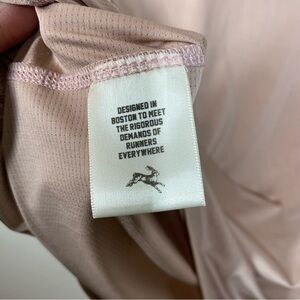 DESIGNED IN
BOSTON TO MEET
THE RIGOROUS
DEMANDS OF
RUNNERS
EVERYWHERE